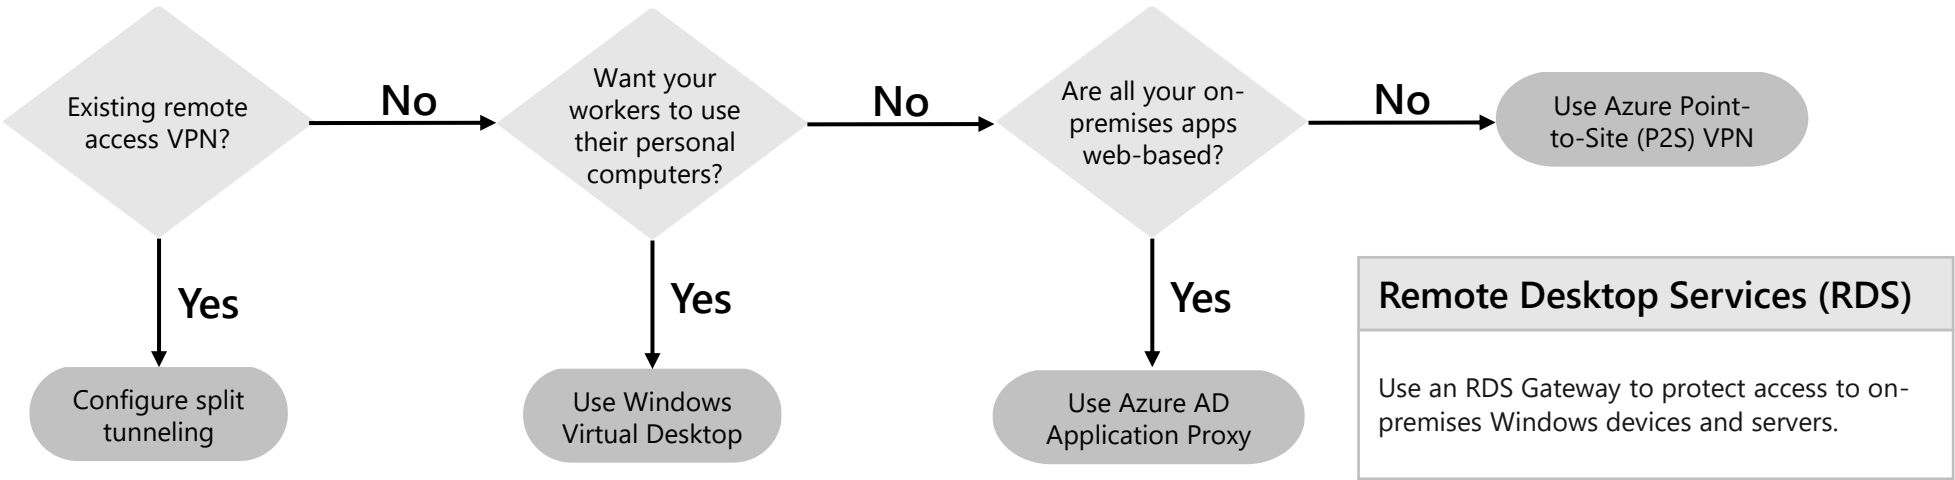 Existing remote
access VPN?
No
Want your
workers to use
their personal
computers?
No
Are all your on-
premises apps
web-based?
No
Use Azure Point-
to-Site (P2S) VPN
Yes
Configure split
tunneling
Yes
Use Windows
Virtual Desktop
Yes
Use Azure AD
Application Proxy
Remote Desktop Services (RDS)
Use an RDS Gateway to protect access to on-
premises Windows devices and servers.